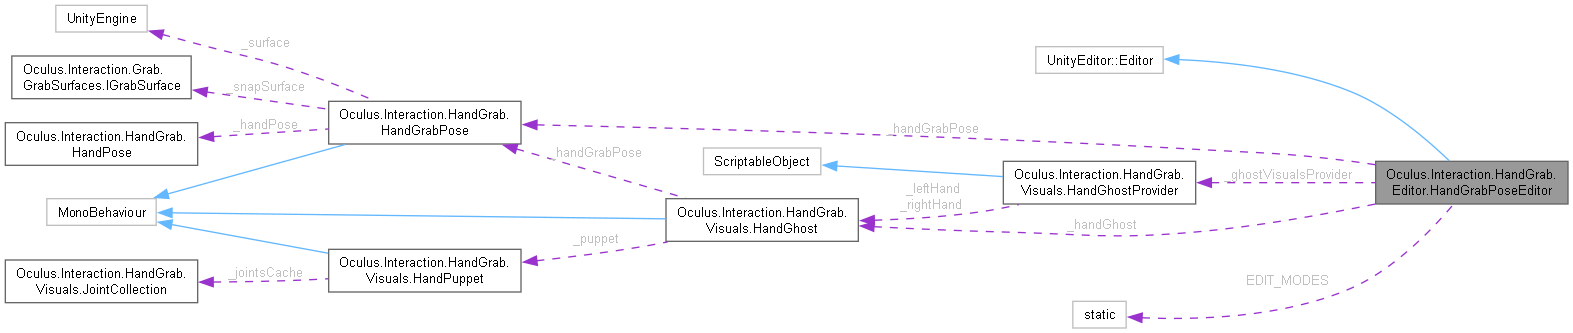 UnityEngine
_surface
Oculus.Interaction.Grab.
GrabSurfaces.IGrabSurface
_snapSurface
Oculus.Interaction.HandGrab.
HandPose
_handPose
Oculus.Interaction.HandGrab.
HandGrabPose
MonoBehaviour
_handGrabPose
ScriptableObject
Oculus.Interaction.HandGrab.
Visuals.HandGhost
_puppet
Oculus.Interaction.HandGrab.
Visuals.HandPuppet
_jointsCache
Oculus.Interaction.HandGrab.
Visuals.JointCollection
_handGrabPose
UnityEditor::Editor
Oculus.Interaction.HandGrab.
Visuals.HandGhostProvider
_leftHand
_rightHand
_ghostVisualsProvider
_handGhost
Oculus.Interaction.HandGrab.
Editor.HandGrabPoseEditor
EDIT_MODES
static